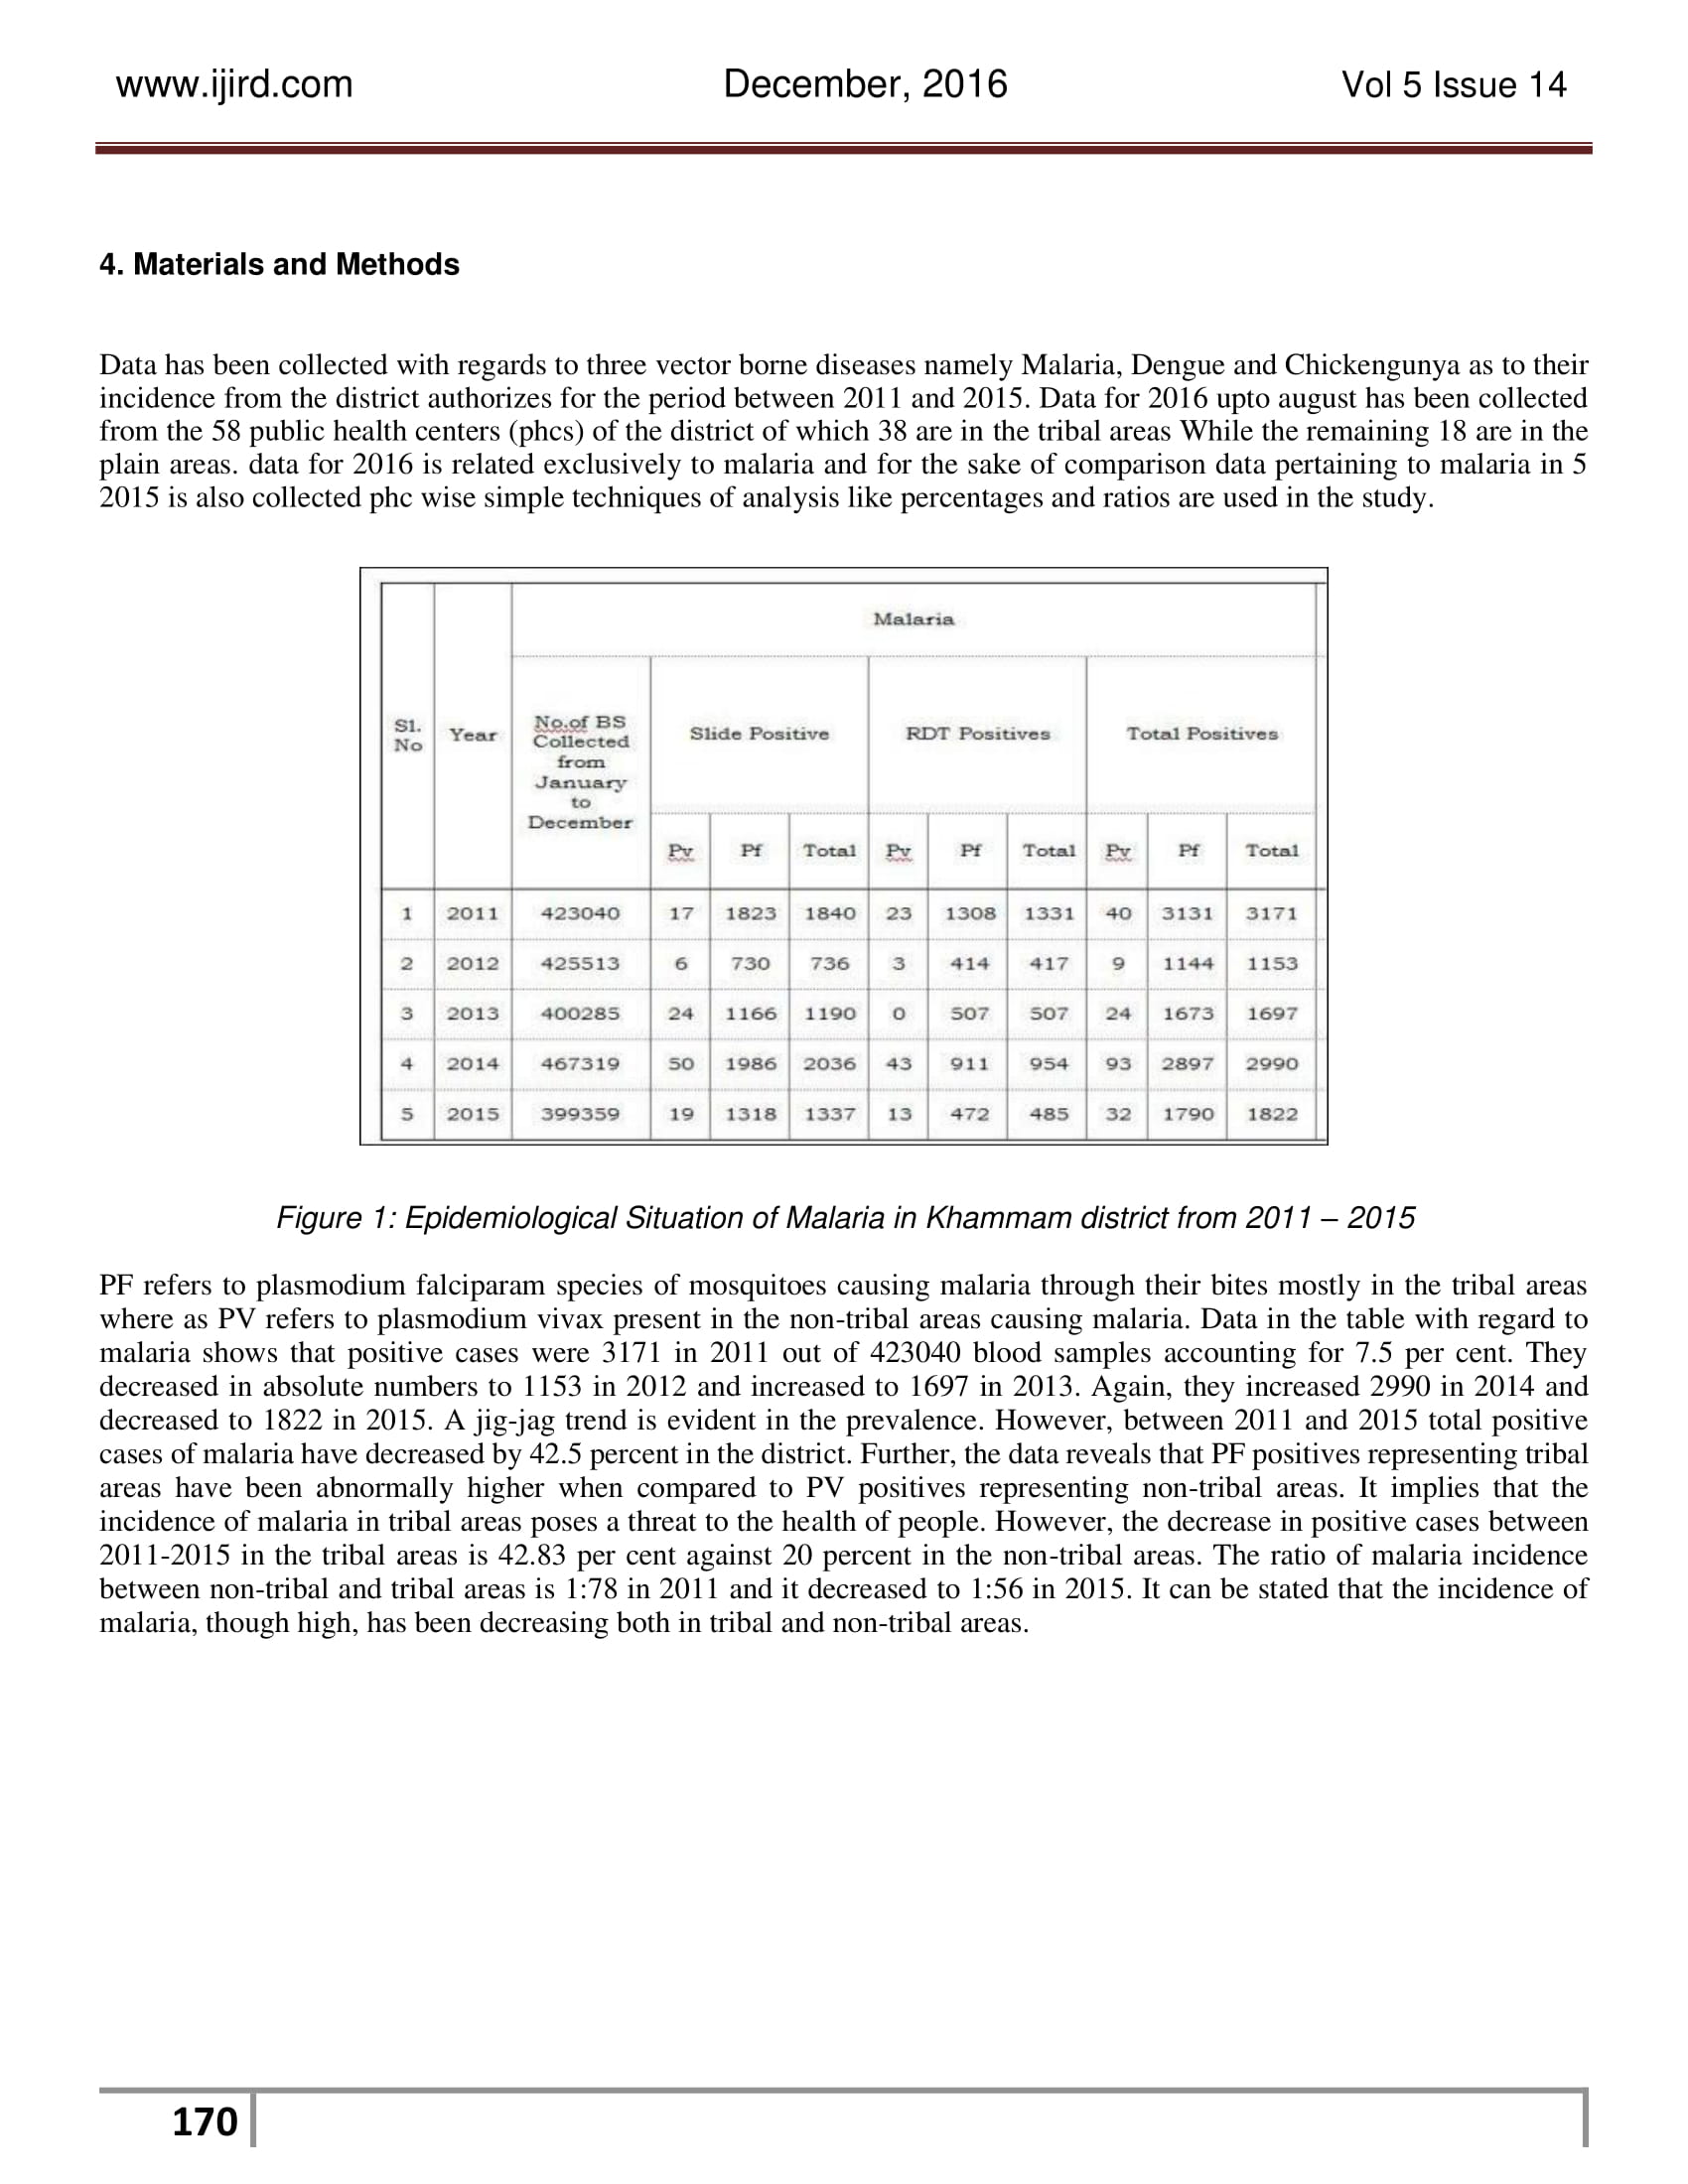 www.ijird.com December, 2016 Vol 5 Issue 14
4. Materials and Methods
Data has been collected with regards to three vector borne diseases namely Malaria, Dengue and Chickengunya as to their
incidence from the district authorizes for the period between 2011 and 2015. Data for 2016 upto august has been collected
from the 58 public health centers (phcs) of the district of which 38 are in the tribal areas While the remaining 18 are in the
plain areas. data for 2016 is related exclusively to malaria and for the sake of comparison data pertaining to malaria in 5
2015 is also collected phc wise simple techniques of analysis like percentages and ratios are used in the study.
Malaria
Sl.
No
Year
No.of BS
Collected
from
January
to
December
Slide Positive RDT Positives Total Positives
Pv Pf Total Pv Pf Total Pv Pf Total
1 2011 423040 17 1823 1840 23 1308 1331 40 3131 3171
2 2012 425513 6 730 736 3 414 417 9 1144 1153
3 2013 400285 24 1166 1190 0 507 507 24 1673 1697
4 2014 467319 50 1986 2036 43 911 954 93 2897 2990
5 2015 399359 19 1318 1337 13 472 485 32 1790 1822
Figure 1: Epidemiological Situation of Malaria in Khammam district from 2011 – 2015
PF refers to plasmodium falciparam species of mosquitoes causing malaria through their bites mostly in the tribal areas
where as PV refers to plasmodium vivax present in the non-tribal areas causing malaria. Data in the table with regard to
malaria shows that positive cases were 3171 in 2011 out of 423040 blood samples accounting for 7.5 per cent. They
decreased in absolute numbers to 1153 in 2012 and increased to 1697 in 2013. Again, they increased 2990 in 2014 and
decreased to 1822 in 2015. A jig-jag trend is evident in the prevalence. However, between 2011 and 2015 total positive
cases of malaria have decreased by 42.5 percent in the district. Further, the data reveals that PF positives representing tribal
areas have been abnormally higher when compared to PV positives representing non-tribal areas. It implies that the
incidence of malaria in tribal areas poses a threat to the health of people. However, the decrease in positive cases between
2011-2015 in the tribal areas is 42.83 per cent against 20 percent in the non-tribal areas. The ratio of malaria incidence
between non-tribal and tribal areas is 1:78 in 2011 and it decreased to 1:56 in 2015. It can be stated that the incidence of
malaria, though high, has been decreasing both in tribal and non-tribal areas.
170